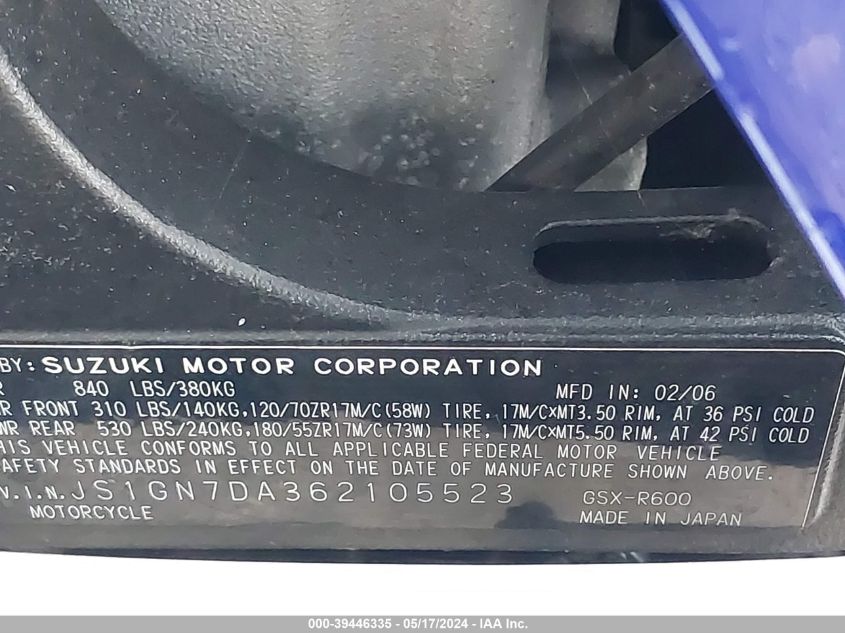 BY: SUZUKI MOTOR CORPORATION
R 840 LBS/380KG MFD IN: 02/06
R FRONT 310 LBS/140KG,120/70ZR17M/C(58W) TIRE, 17M/C×MT3.50 RIM, AT 36 PSI COLD
WR REAR 530 LBS/240KG,180/55ZR17M/C(73W) TIRE, 17M/C×MT5.50 RIM, AT 42 PSI COLD
THIS VEHICLE CONFORMS TO ALL APPLICABLE FEDERAL MOTOR VEHICLE
SAFETY STANDARDS IN EFFECT ON THE DATE OF MANUFACTURE SHOWN ABOVE.
V.I.N. JS1GN7DA362105523 GSX-R600
MOTORCYCLE MADE IN JAPAN
000-39446335 - 05/17/2024 - IAA Inc.